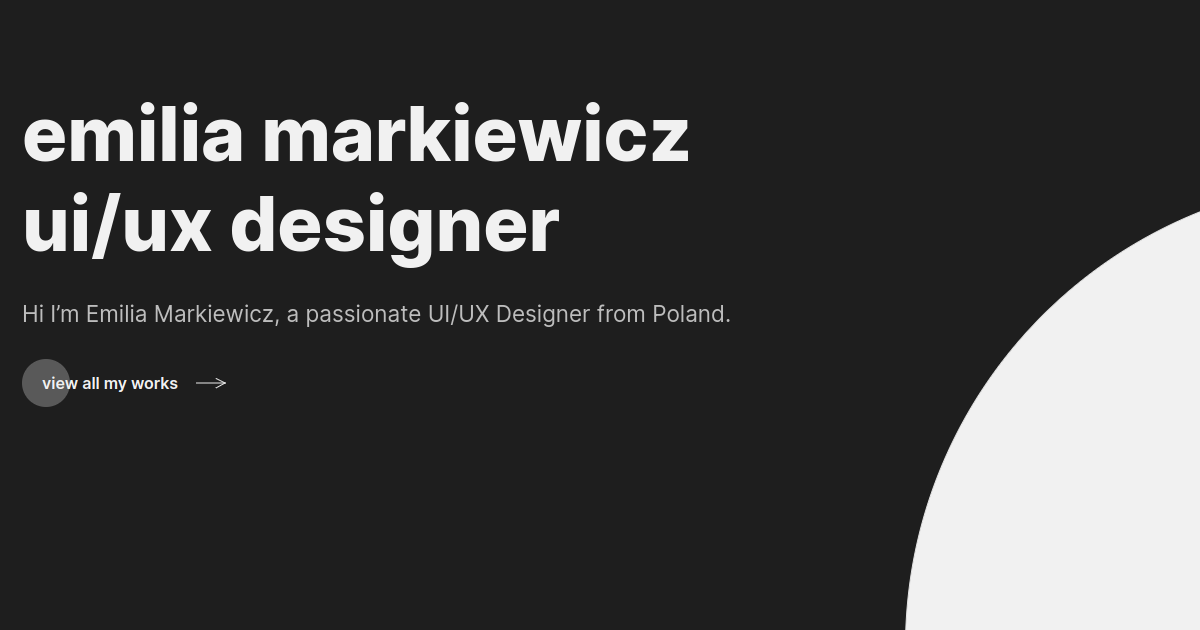 emilia markiewicz
ui/ux designer
Hi I’m Emilia Markiewicz, a passionate UI/UX Designer from Poland.
view all my works